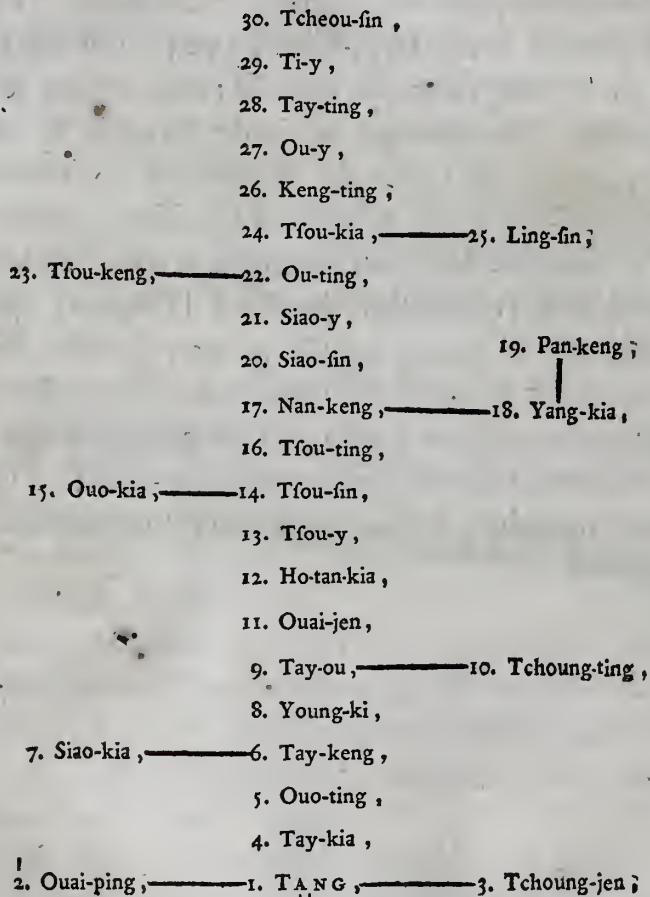 30. Tcheou-ſin ,
29. Ti-y ,
28. Tay-ting ,
27. Ou-y ,
26. Keng-ting ;
24. Tſou-kia , 25. Ling-ſin ;
23. Tſou-keng, 22. Ou-ting ,
21. Siao-y ,
19. Pan-keng ;
20. Siao-ſin ,
17. Nan-keng , 18. Yang-kia ,
16. Tſou-ting ,
15. Ouo-kia ; 14. Tſou-ſin ,
13. Tſou-y ,
12. Ho-tan-kia ,
11. Ouai-jen ,
9. Tay-ou , 10. Tchoung-ting ,
8. Young-ki ,
7. Siao-kia , 6. Tay-keng ,
5. Ouo-ting ,
4. Tay-kia ,
2. Ouai-ping , 1. TANG , 3. Tchoung-jen ;